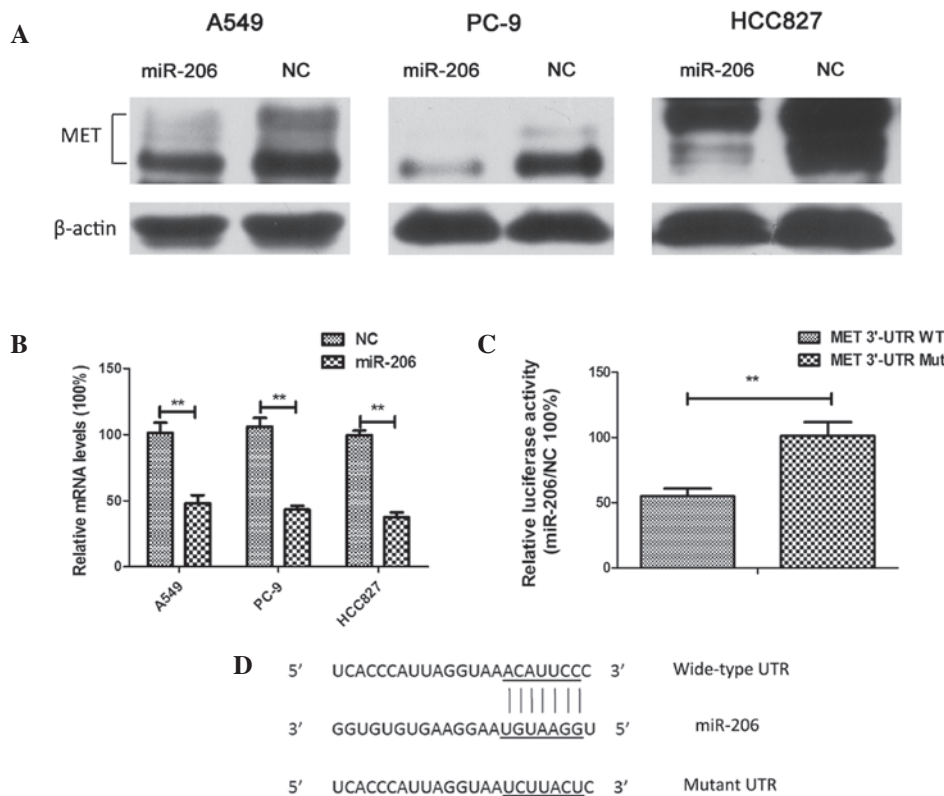 A
A549
PC-9
HCC827
miR-206
NC
miR-206
NC
miR-206
NC
MET
β-actin
B
NC
miR-206
Relative mRNA levels (100%)
150
100
50
0
**
**
**
A549
PC-9
HCC827
C
MET 3'-UTR WT
MET 3'-UTR Mut
Relative luciferase activity
(miR-206/NC 100%)
150
100
50
0
**
D
5′ UCACCCAUUAGGUAAACAUUCCC 3′ Wide-type UTR
3′ GGUGUGUGAAGGAAUGUAAGGU 5′ miR-206
5′ UCACCCAUUAGGUAAUCUUACUC 3′ Mutant UTR